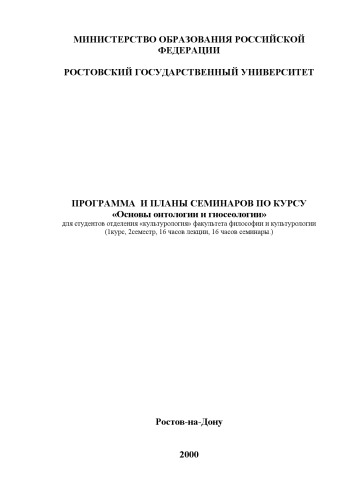 МИНИСТЕРСТВО ОБРАЗОВАНИЯ РОССИЙСКОЙ
ФЕДЕРАЦИИ
РОСТОВСКИЙ ГОСУДАРСТВЕННЫЙ УНИВЕРСИТЕТ
ПРОГРАММА И ПЛАНЫ СЕМИНАРОВ ПО КУРСУ
«Основы онтологии и гносеологии»
для студентов отделения «культурология» факультета философии и культурологии
(1курс, 2семестр, 16 часов лекции, 16 часов семинары.)
Ростов-на-Дону
2000